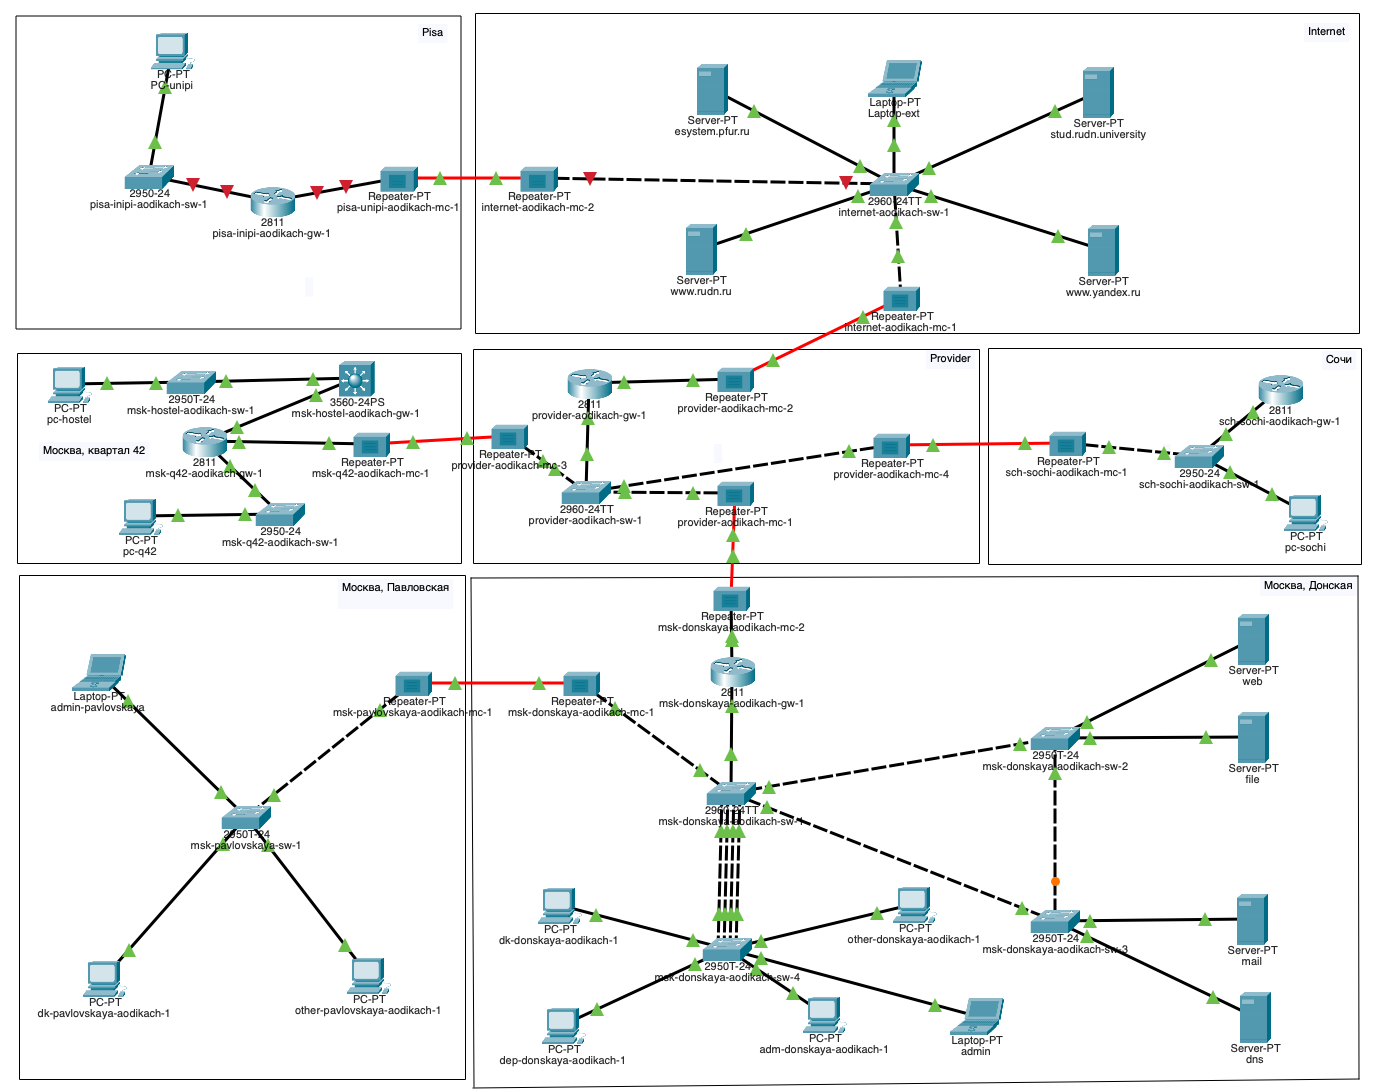 Pisa
PC-PT
PC-unipi
2950-24
pisa-inipi-aodikach-sw-1
2811
pisa-inipi-aodikach-gw-1
Repeater-PT
pisa-unipi-aodikach-mc-1
Internet
Repeater-PT
internet-aodikach-mc-2
Server-PT
esystem.pfur.ru
Laptop-PT
Laptop-ext
Server-PT
stud.rudn.university
2960-24TT
internet-aodikach-sw-1
Server-PT
www.rudn.ru
Server-PT
www.yandex.ru
Repeater-PT
internet-aodikach-mc-1
PC-PT
pc-hostel
2950T-24
msk-hostel-aodikach-sw-1
3560-24PS
msk-hostel-aodikach-gw-1
Москва, квартал 42
2811
msk-q42-aodikach-gw-1
Repeater-PT
msk-q42-aodikach-mc-1
PC-PT
pc-q42
2950-24
msk-q42-aodikach-sw-1
Provider
2811
provider-aodikach-gw-1
Repeater-PT
provider-aodikach-mc-2
Repeater-PT
provider-aodikach-mc-3
Repeater-PT
provider-aodikach-mc-4
2960-24TT
provider-aodikach-sw-1
Repeater-PT
provider-aodikach-mc-1
Сочи
2811
sch-sochi-aodikach-gw-1
Repeater-PT
sch-sochi-aodikach-mc-1
2950-24
sch-sochi-aodikach-sw-1
PC-PT
pc-sochi
Москва, Павловская
Laptop-PT
admin-pavlovskaya
Repeater-PT
msk-pavlovskaya-aodikach-mc-1
2950T-24
msk-pavlovskaya-sw-1
PC-PT
dk-pavlovskaya-aodikach-1
PC-PT
other-pavlovskaya-aodikach-1
Москва, Донская
Repeater-PT
msk-donskaya-aodikach-mc-2
2811
msk-donskaya-aodikach-gw-1
Repeater-PT
msk-donskaya-aodikach-mc-1
Server-PT
web
2950T-24
msk-donskaya-aodikach-sw-2
Server-PT
file
2960-24TT
msk-donskaya-aodikach-sw-1
PC-PT
dk-donskaya-aodikach-1
PC-PT
other-donskaya-aodikach-1
2950T-24
msk-donskaya-aodikach-sw-3
Server-PT
mail
2950T-24
msk-donskaya-aodikach-sw-4
PC-PT
dep-donskaya-aodikach-1
PC-PT
adm-donskaya-aodikach-1
Laptop-PT
admin
Server-PT
dns